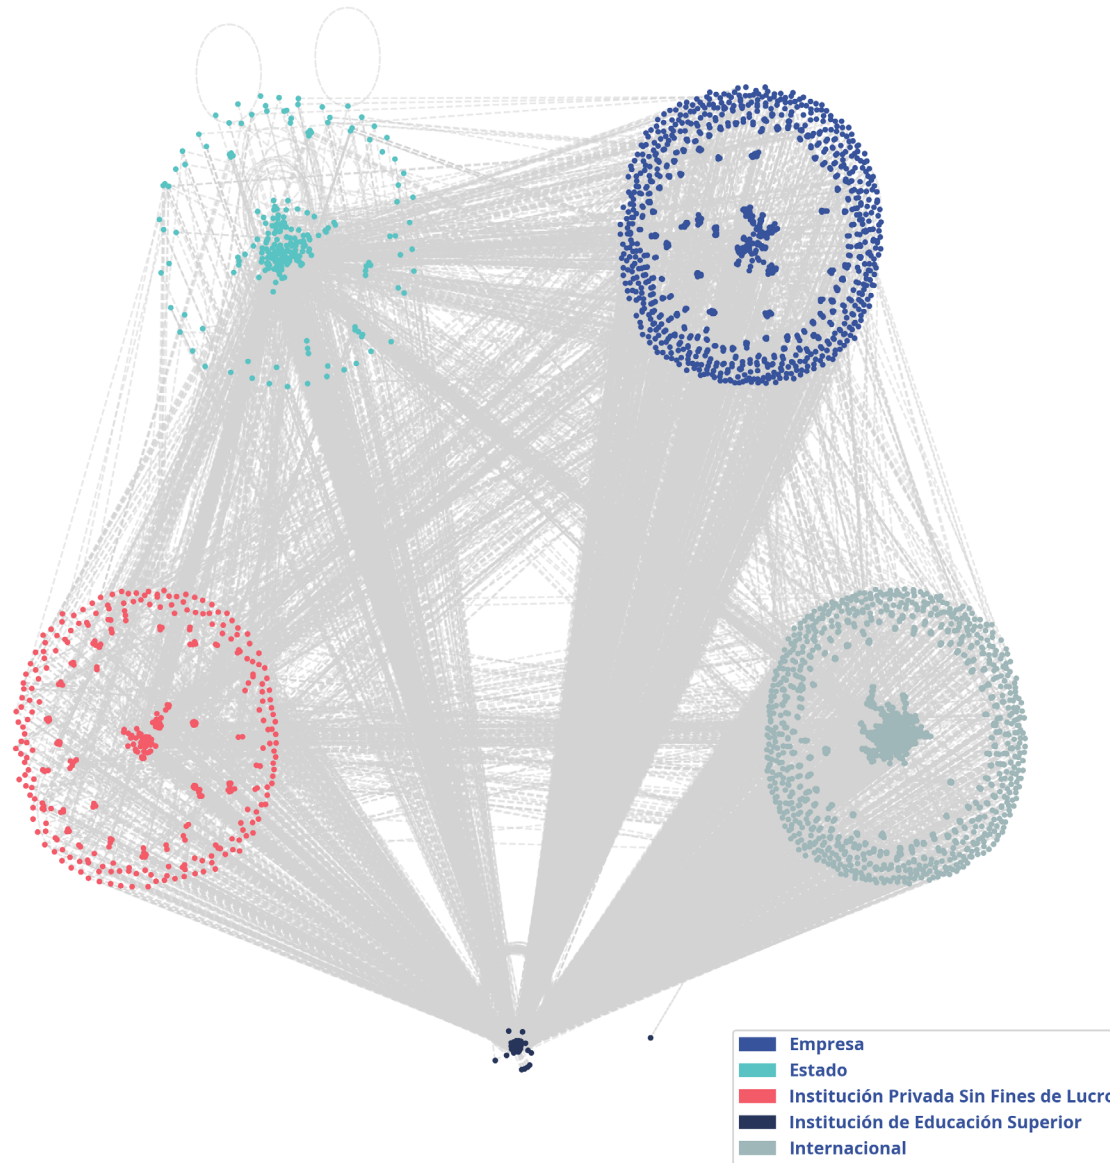 Empresa
Estado
Institución Privada Sin Fines de Lucro
Institución de Educación Superior
Internacional